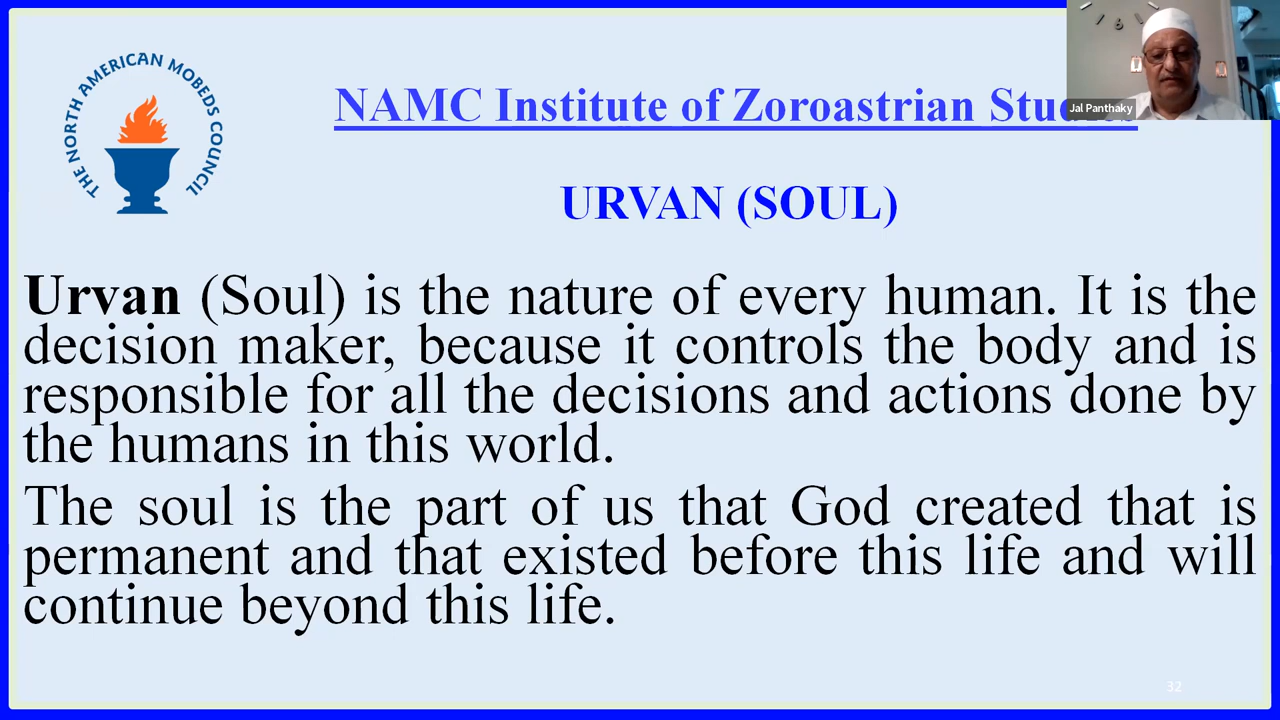 THE NORTH AMERICAN MOBEDS COUNCIL
NAMC Institute of Zoroastrian
Jal Panthaky
URVAN (SOUL)
Urvan (Soul) is the nature of every human. It is the
decision maker, because it controls the body and is
responsible for all the decisions and actions done by
the humans in this world.
The soul is the part of us that God created that is
permanent and that existed before this life and will
continue beyond this life.
32